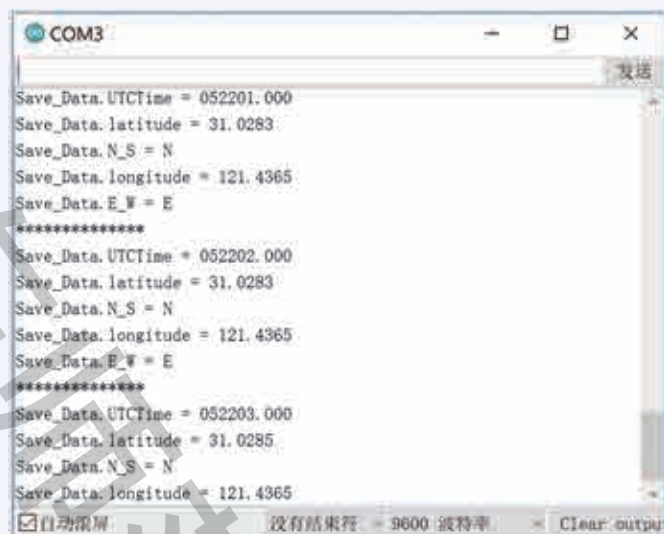 COM3
发送
Save_Data.UTCTime = 052201.000
Save_Data.latitude = 31.0283
Save_Data.N_S = N
Save_Data.longitude = 121.4365
Save_Data.E_W = E
**************
Save_Data.UTCTime = 052202.000
Save_Data.latitude = 31.0283
Save_Data.N_S = N
Save_Data.longitude = 121.4365
Save_Data.E_W = E
**************
Save_Data.UTCTime = 052203.000
Save_Data.latitude = 31.0285
Save_Data.N_S = N
Save_Data.longitude = 121.4365
自动滚屏 没有结束符 9600 波特率 Clear outpu